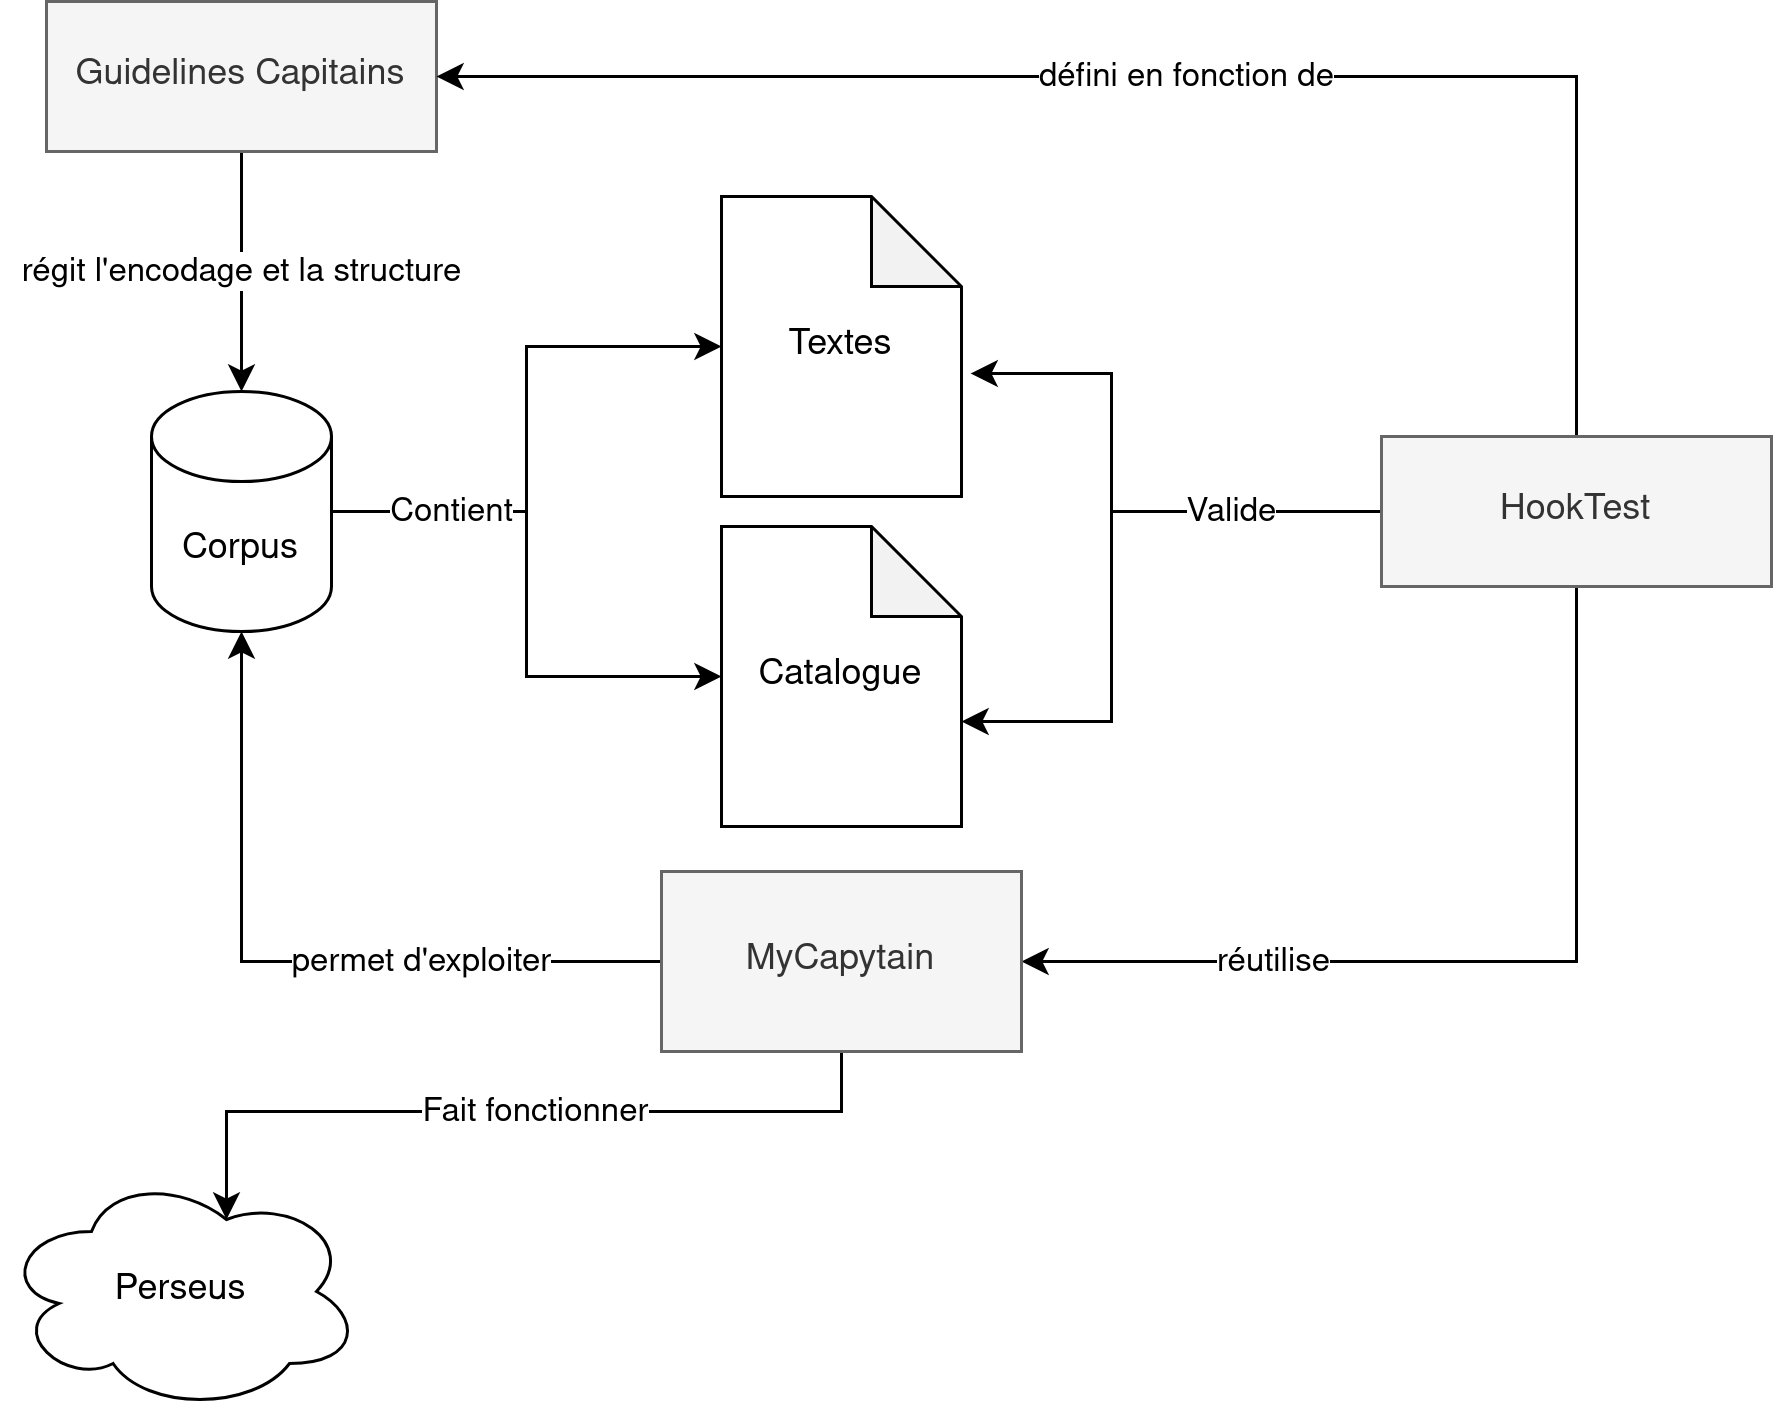 Guidelines Capitains
défini en fonction de
régit l'encodage et la structure
Textes
Contient
Valide
HookTest
Corpus
Catalogue
MyCapytain
permet d'exploiter
réutilise
Fait fonctionner
Perseus